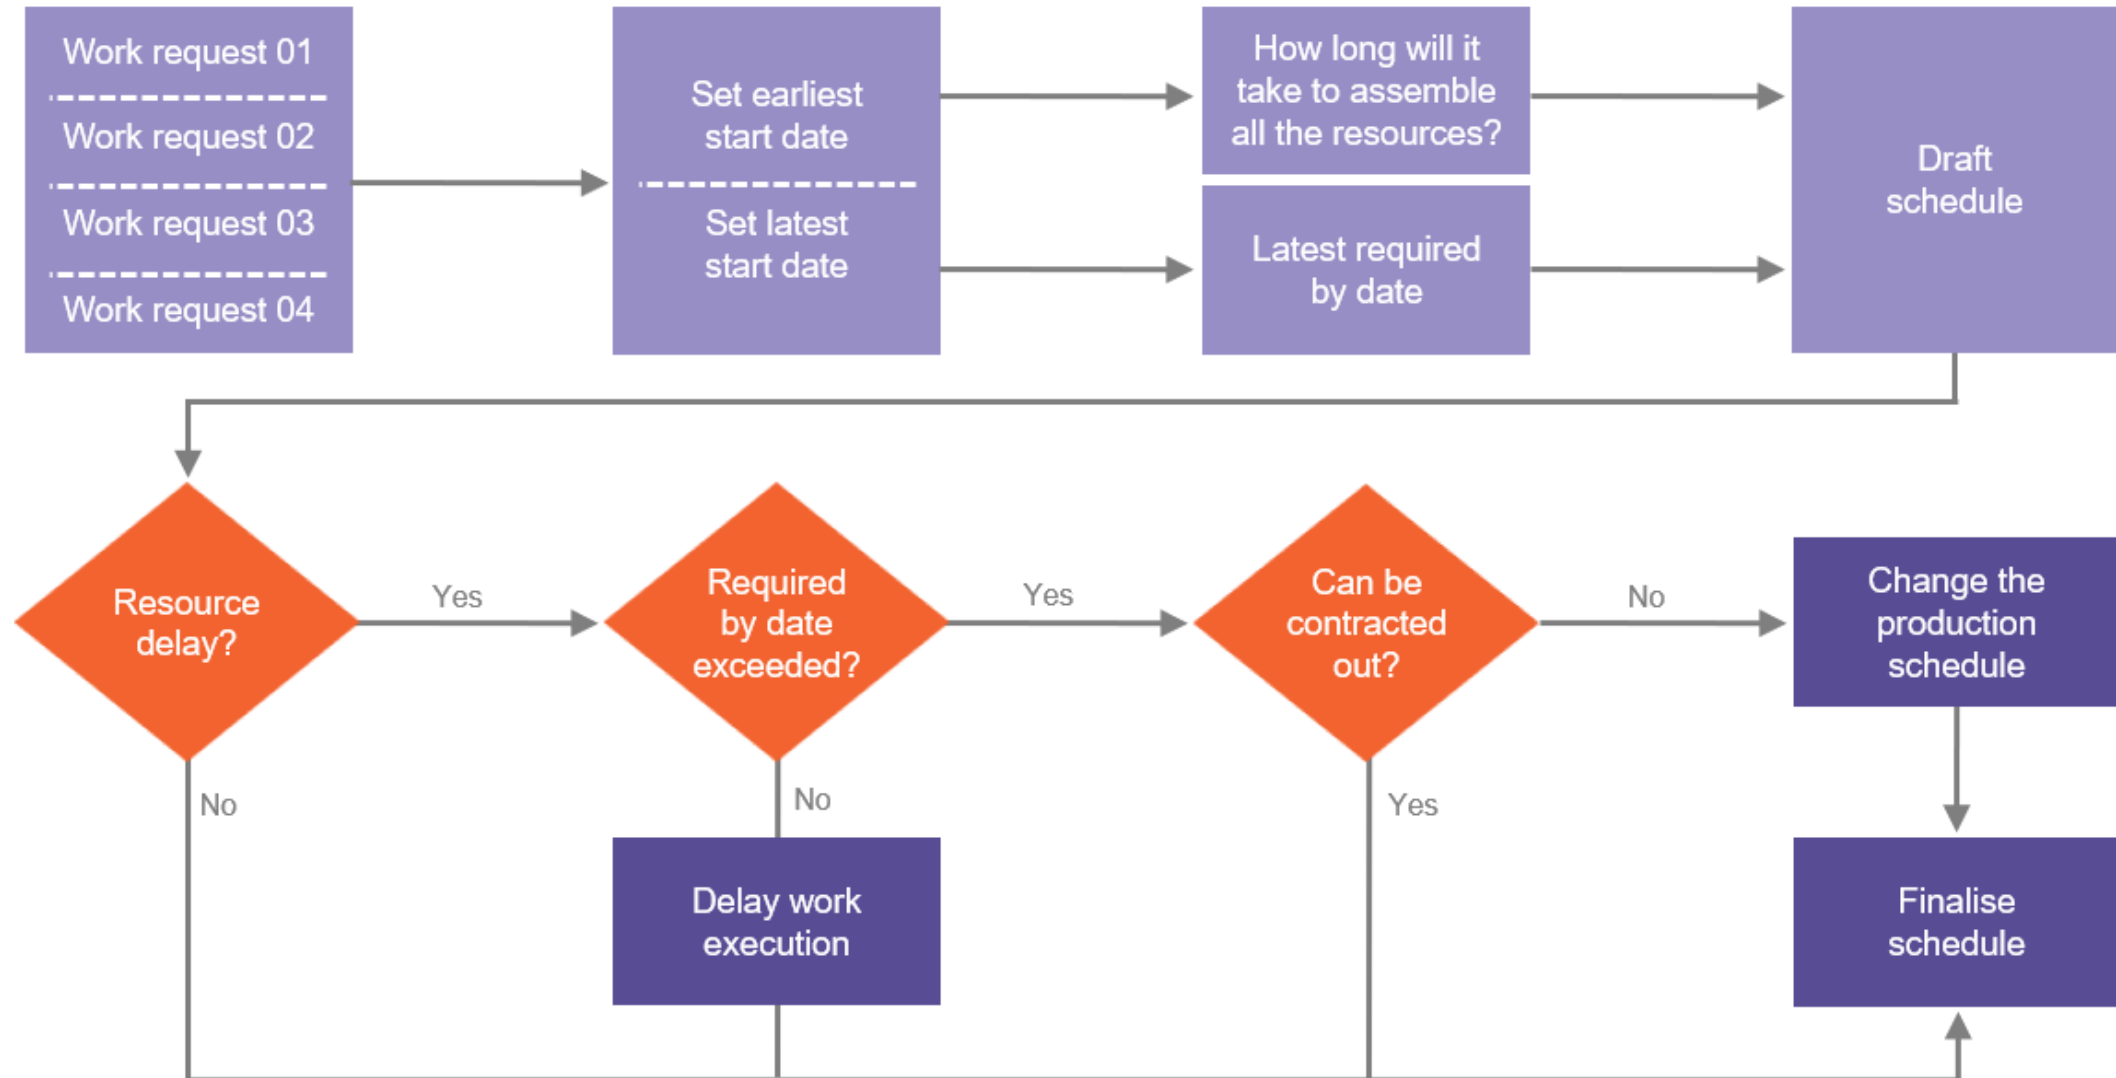 Work request 01
Work request 02
Work request 03
Work request 04
Set earliest
start date
Set latest
start date
How long will it
take to assemble
all the resources?
Latest required
by date
Draft
schedule
Resource
delay?
Yes
No
Required
by date
exceeded?
Yes
No
Delay work
execution
Can be
contracted
out?
No
Yes
Change the
production
schedule
Finalise
schedule